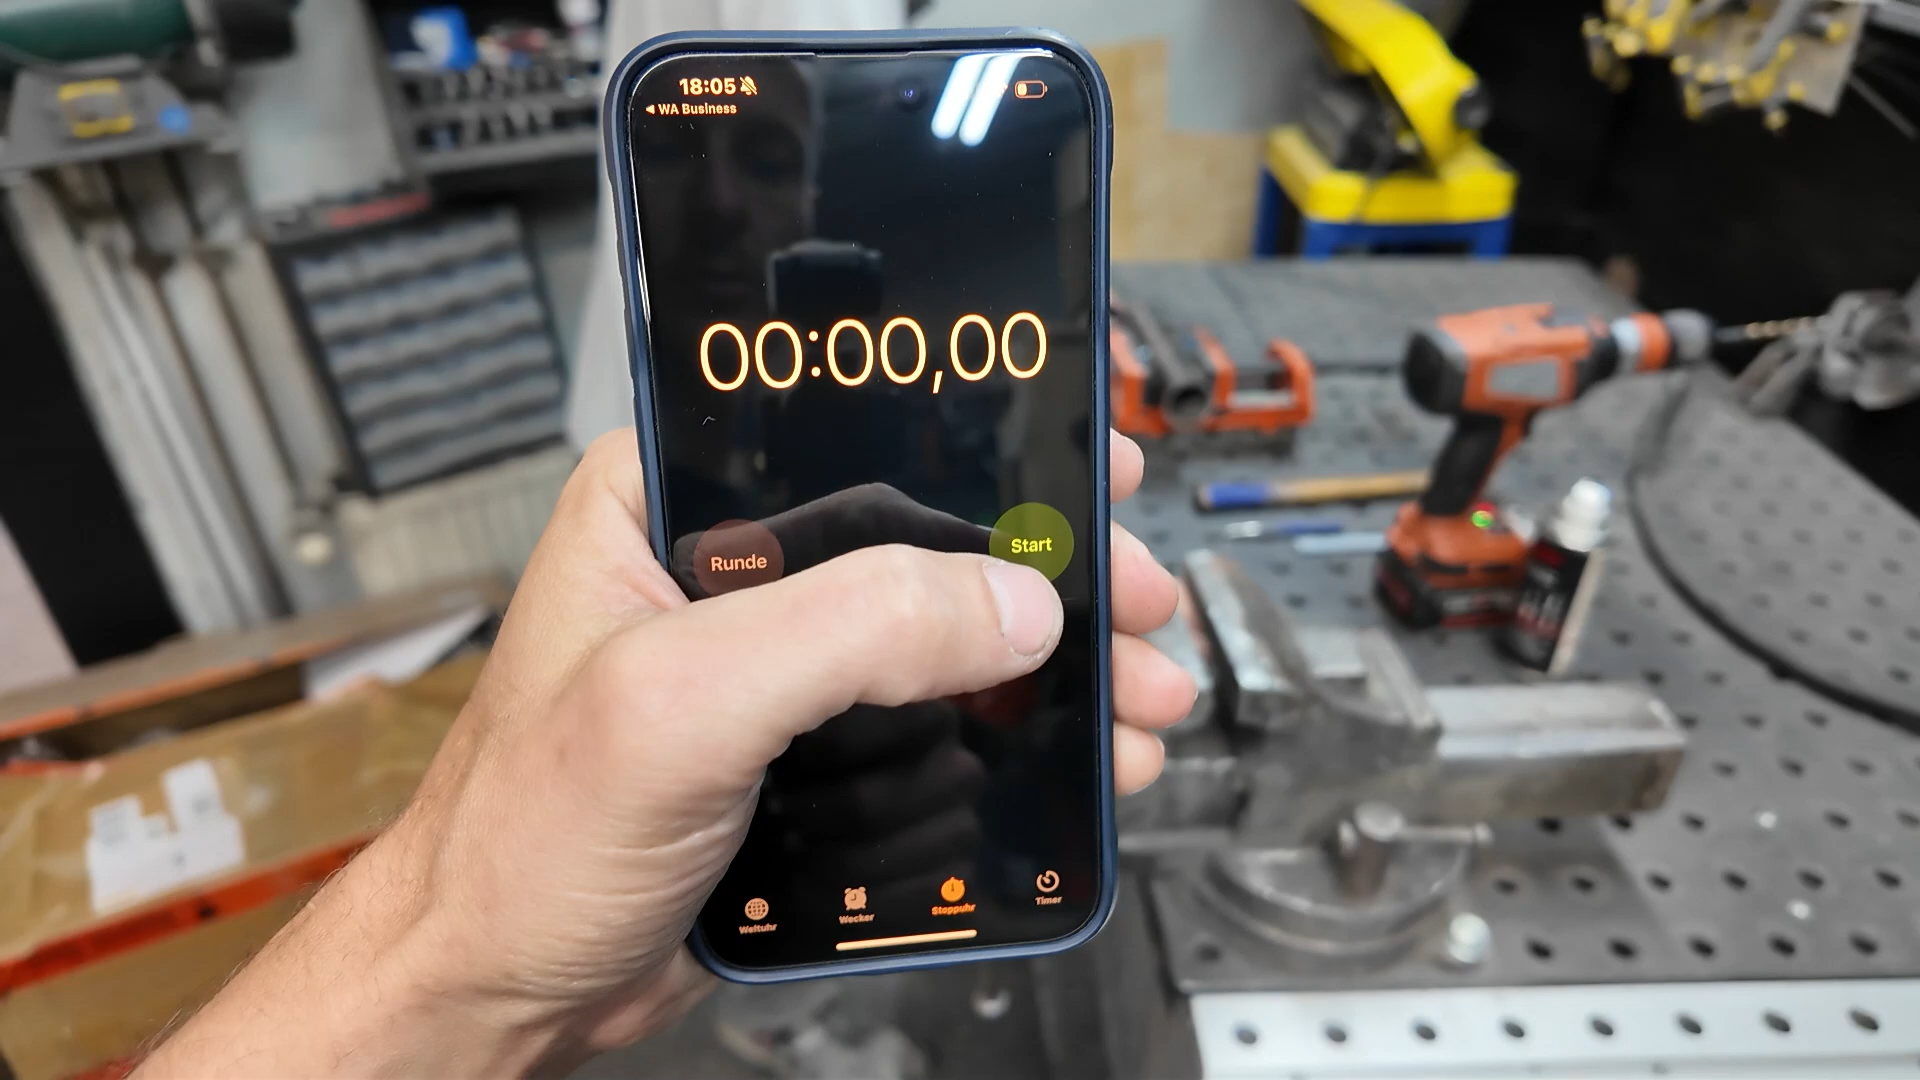 18:05
◀ WA Business
00:00,00
Runde
Start
Weltuhr
Wecker
Stoppuhr
Timer